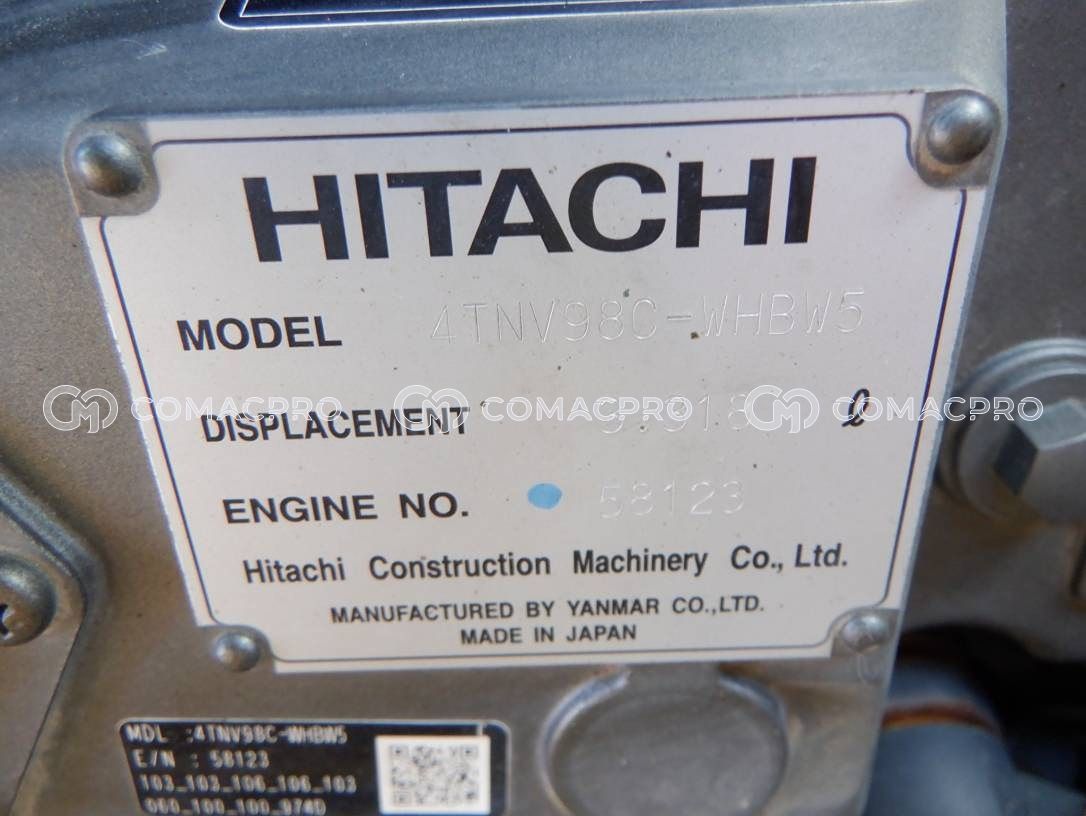 HITACHI
MODEL 4TNV98C-WHBW5
DISPLACEMENT ℓ
COMACPRO COMACPRO COMACPRO
ENGINE NO. 58123
Hitachi Construction Machinery Co., Ltd.
MANUFACTURED BY YANMAR CO.,LTD.
MADE IN JAPAN
MDL :4TNV98C-WHBW5
E/N : 58123
103_103_106_106_103
060_100_100_9740